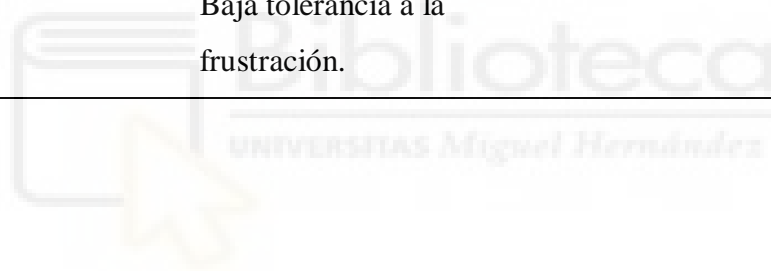 Baja tolerancia a la
frustración.
Biblioteca
UNIVERSITAS Miguel Hernández